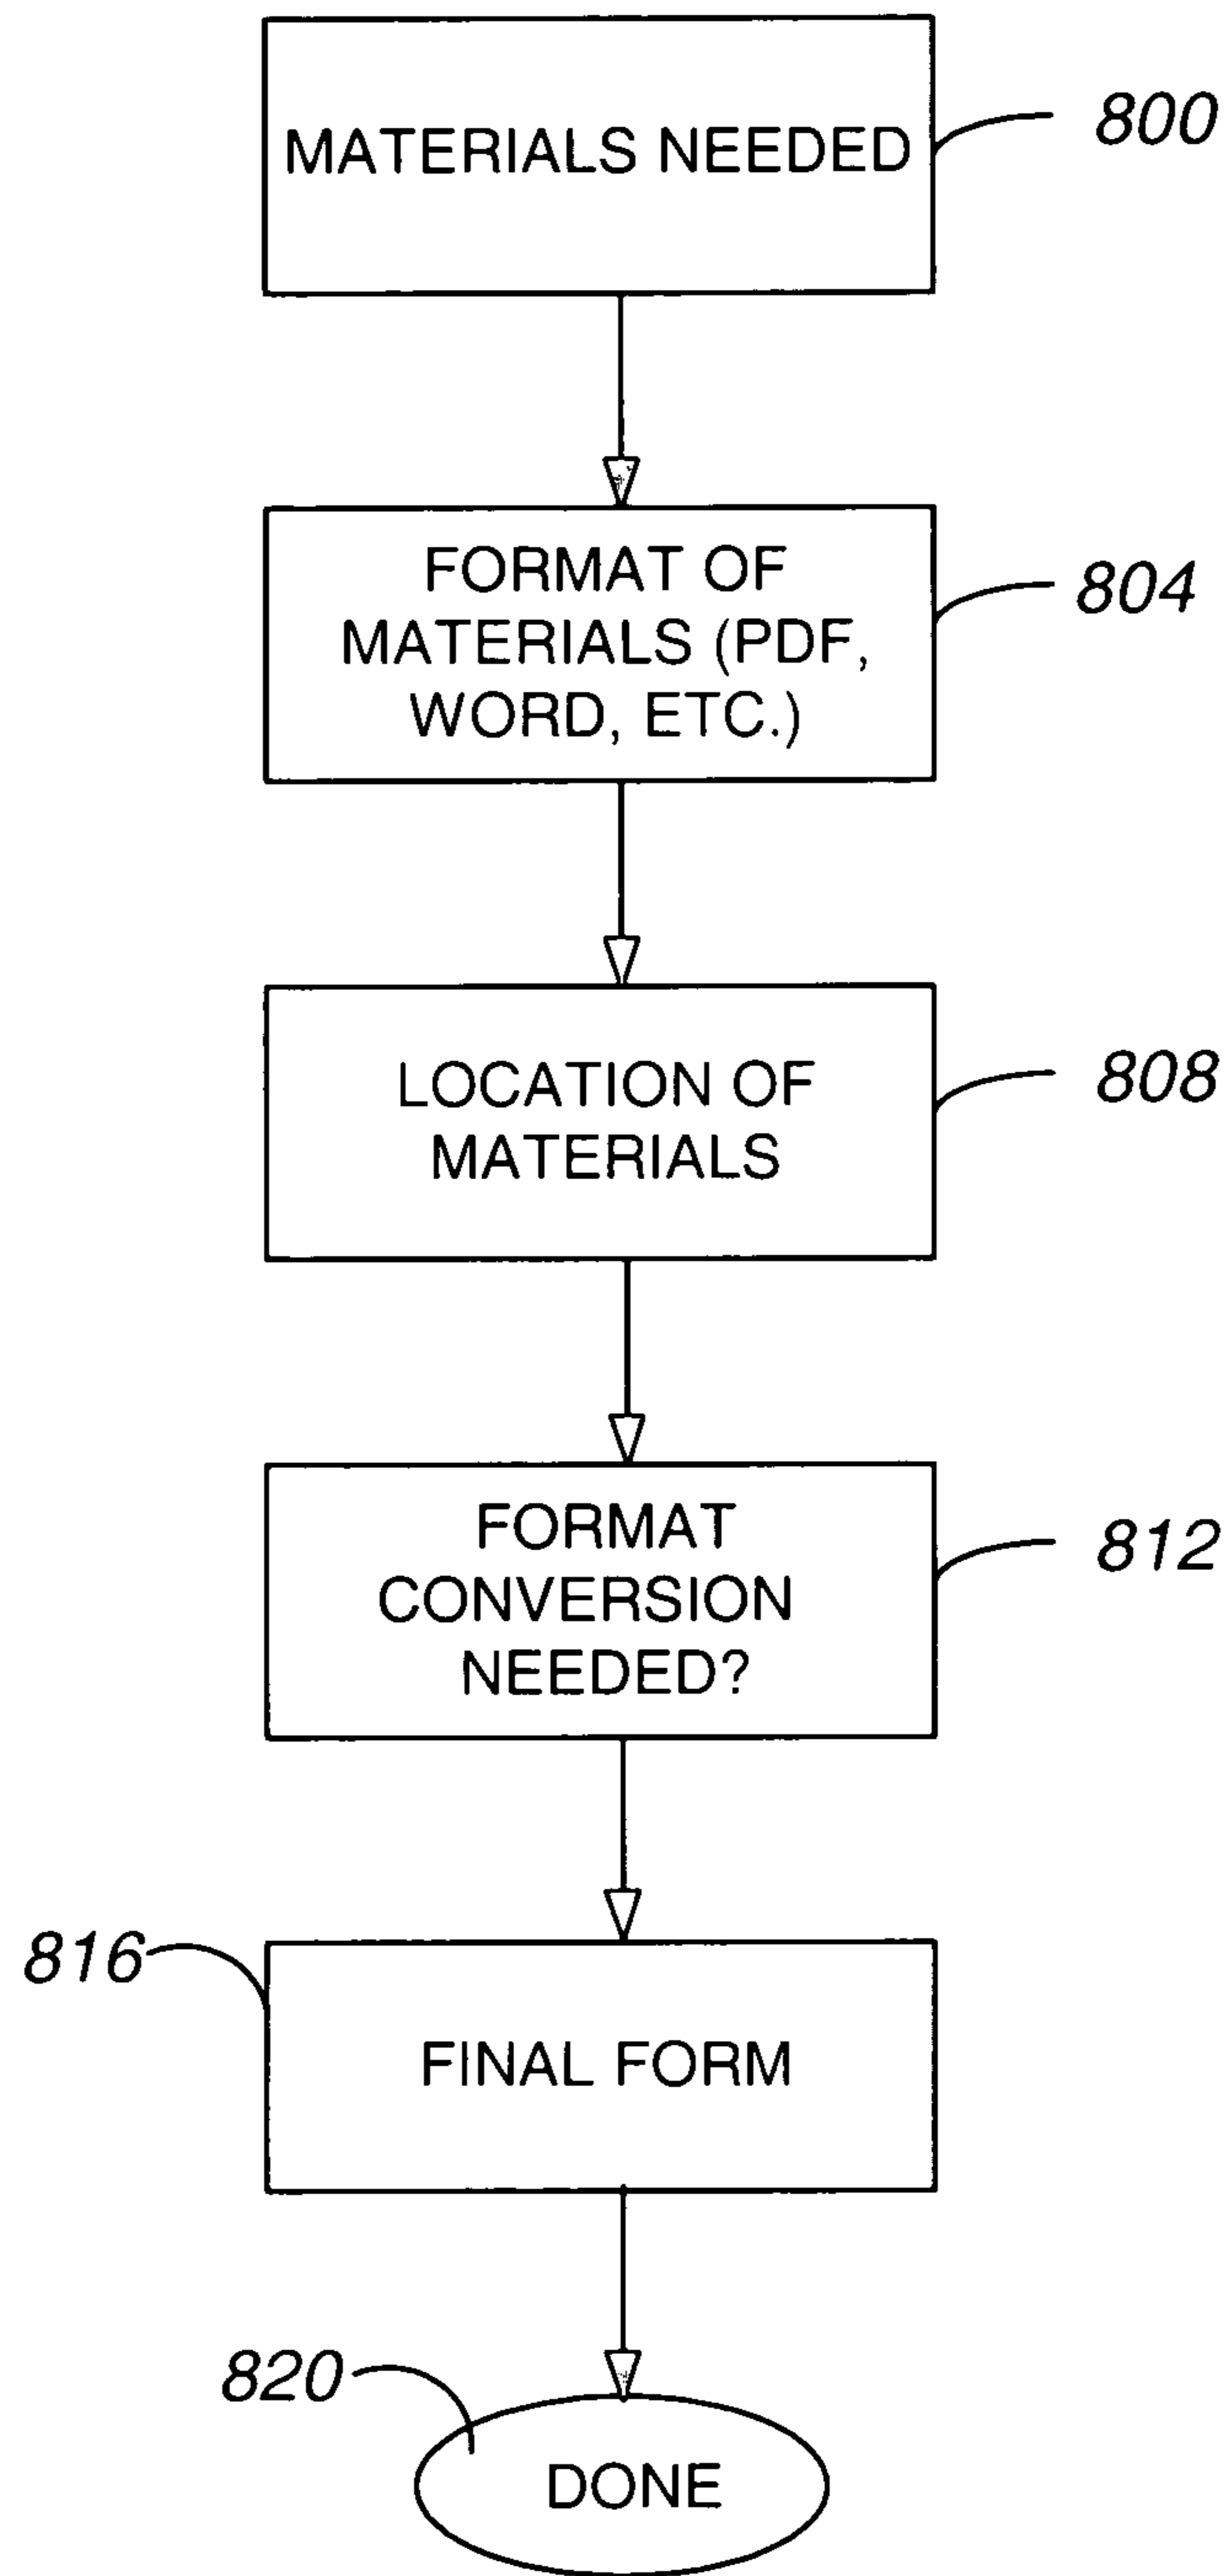 MATERIALS NEEDED
800
FORMAT OF
MATERIALS (PDF,
WORD, ETC.)
804
LOCATION OF
MATERIALS
808
FORMAT
CONVERSION
NEEDED?
812
816
FINAL FORM
820
DONE